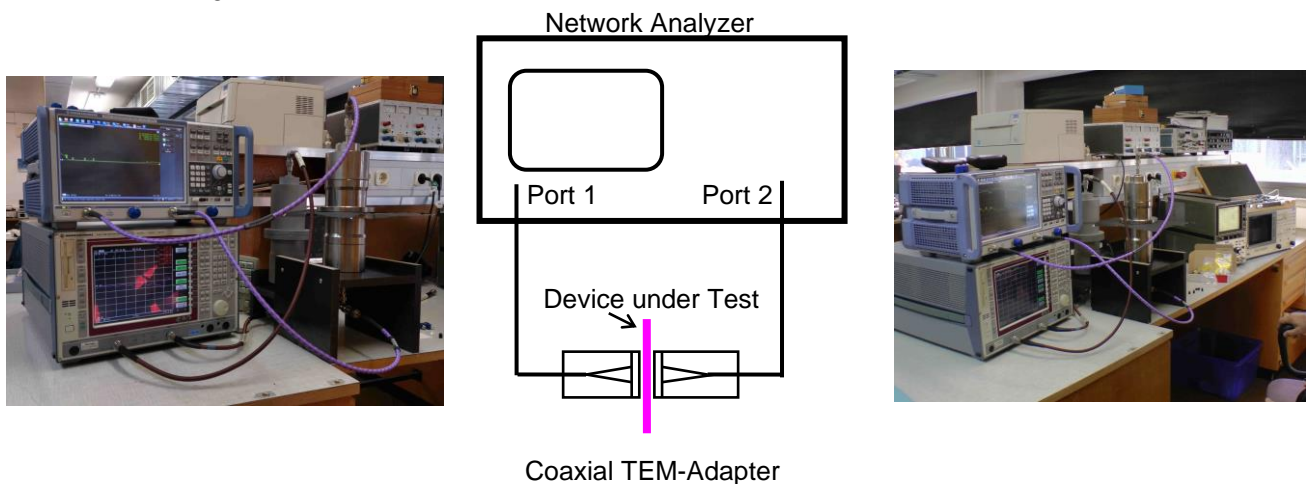 Network Analyzer
Port 1
Port 2
Device under Test
Coaxial TEM-Adapter